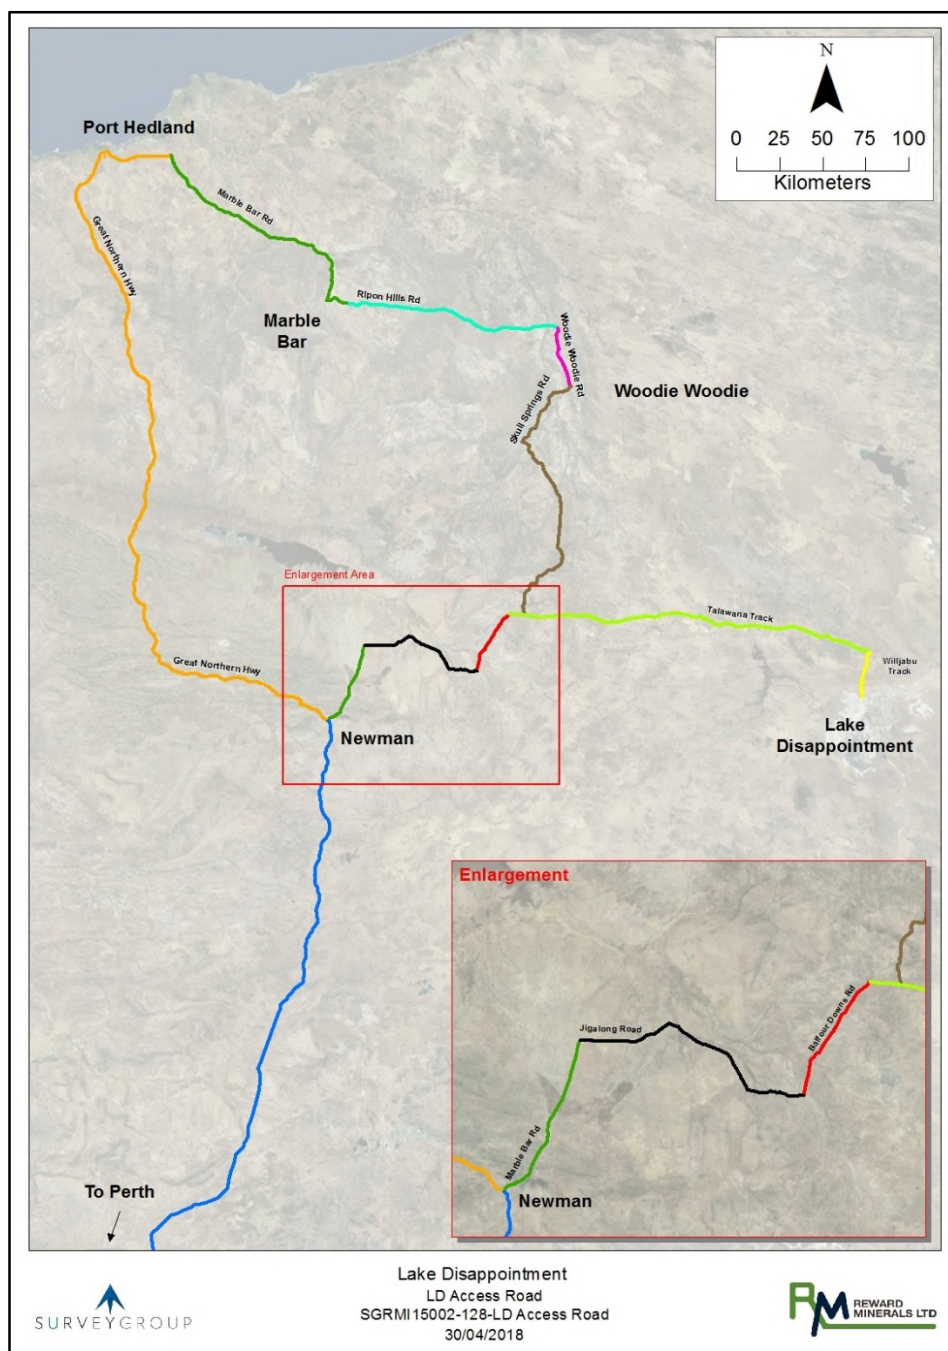 N
0 25 50 75 100
Kilometers
Port Hedland
Marble Bar Rd
Great Northern Hwy
Ripon Hills Rd
Marble
Bar
Woodie Woodie Rd
Woodie Woodie
Skull Springs Rd
Enlargement Area
Talawana Track
Great Northern Hwy
Willjabu
Track
Newman
Lake
Disappointment
Enlargement
Jigalong Road
Balfour Downs Rd
Marble Bar Rd
Newman
To Perth
Lake Disappointment
LD Access Road
SGRMI15002-128-LD Access Road
30/04/2018
SURVEYGROUP
RM REWARD
MINERALS LTD